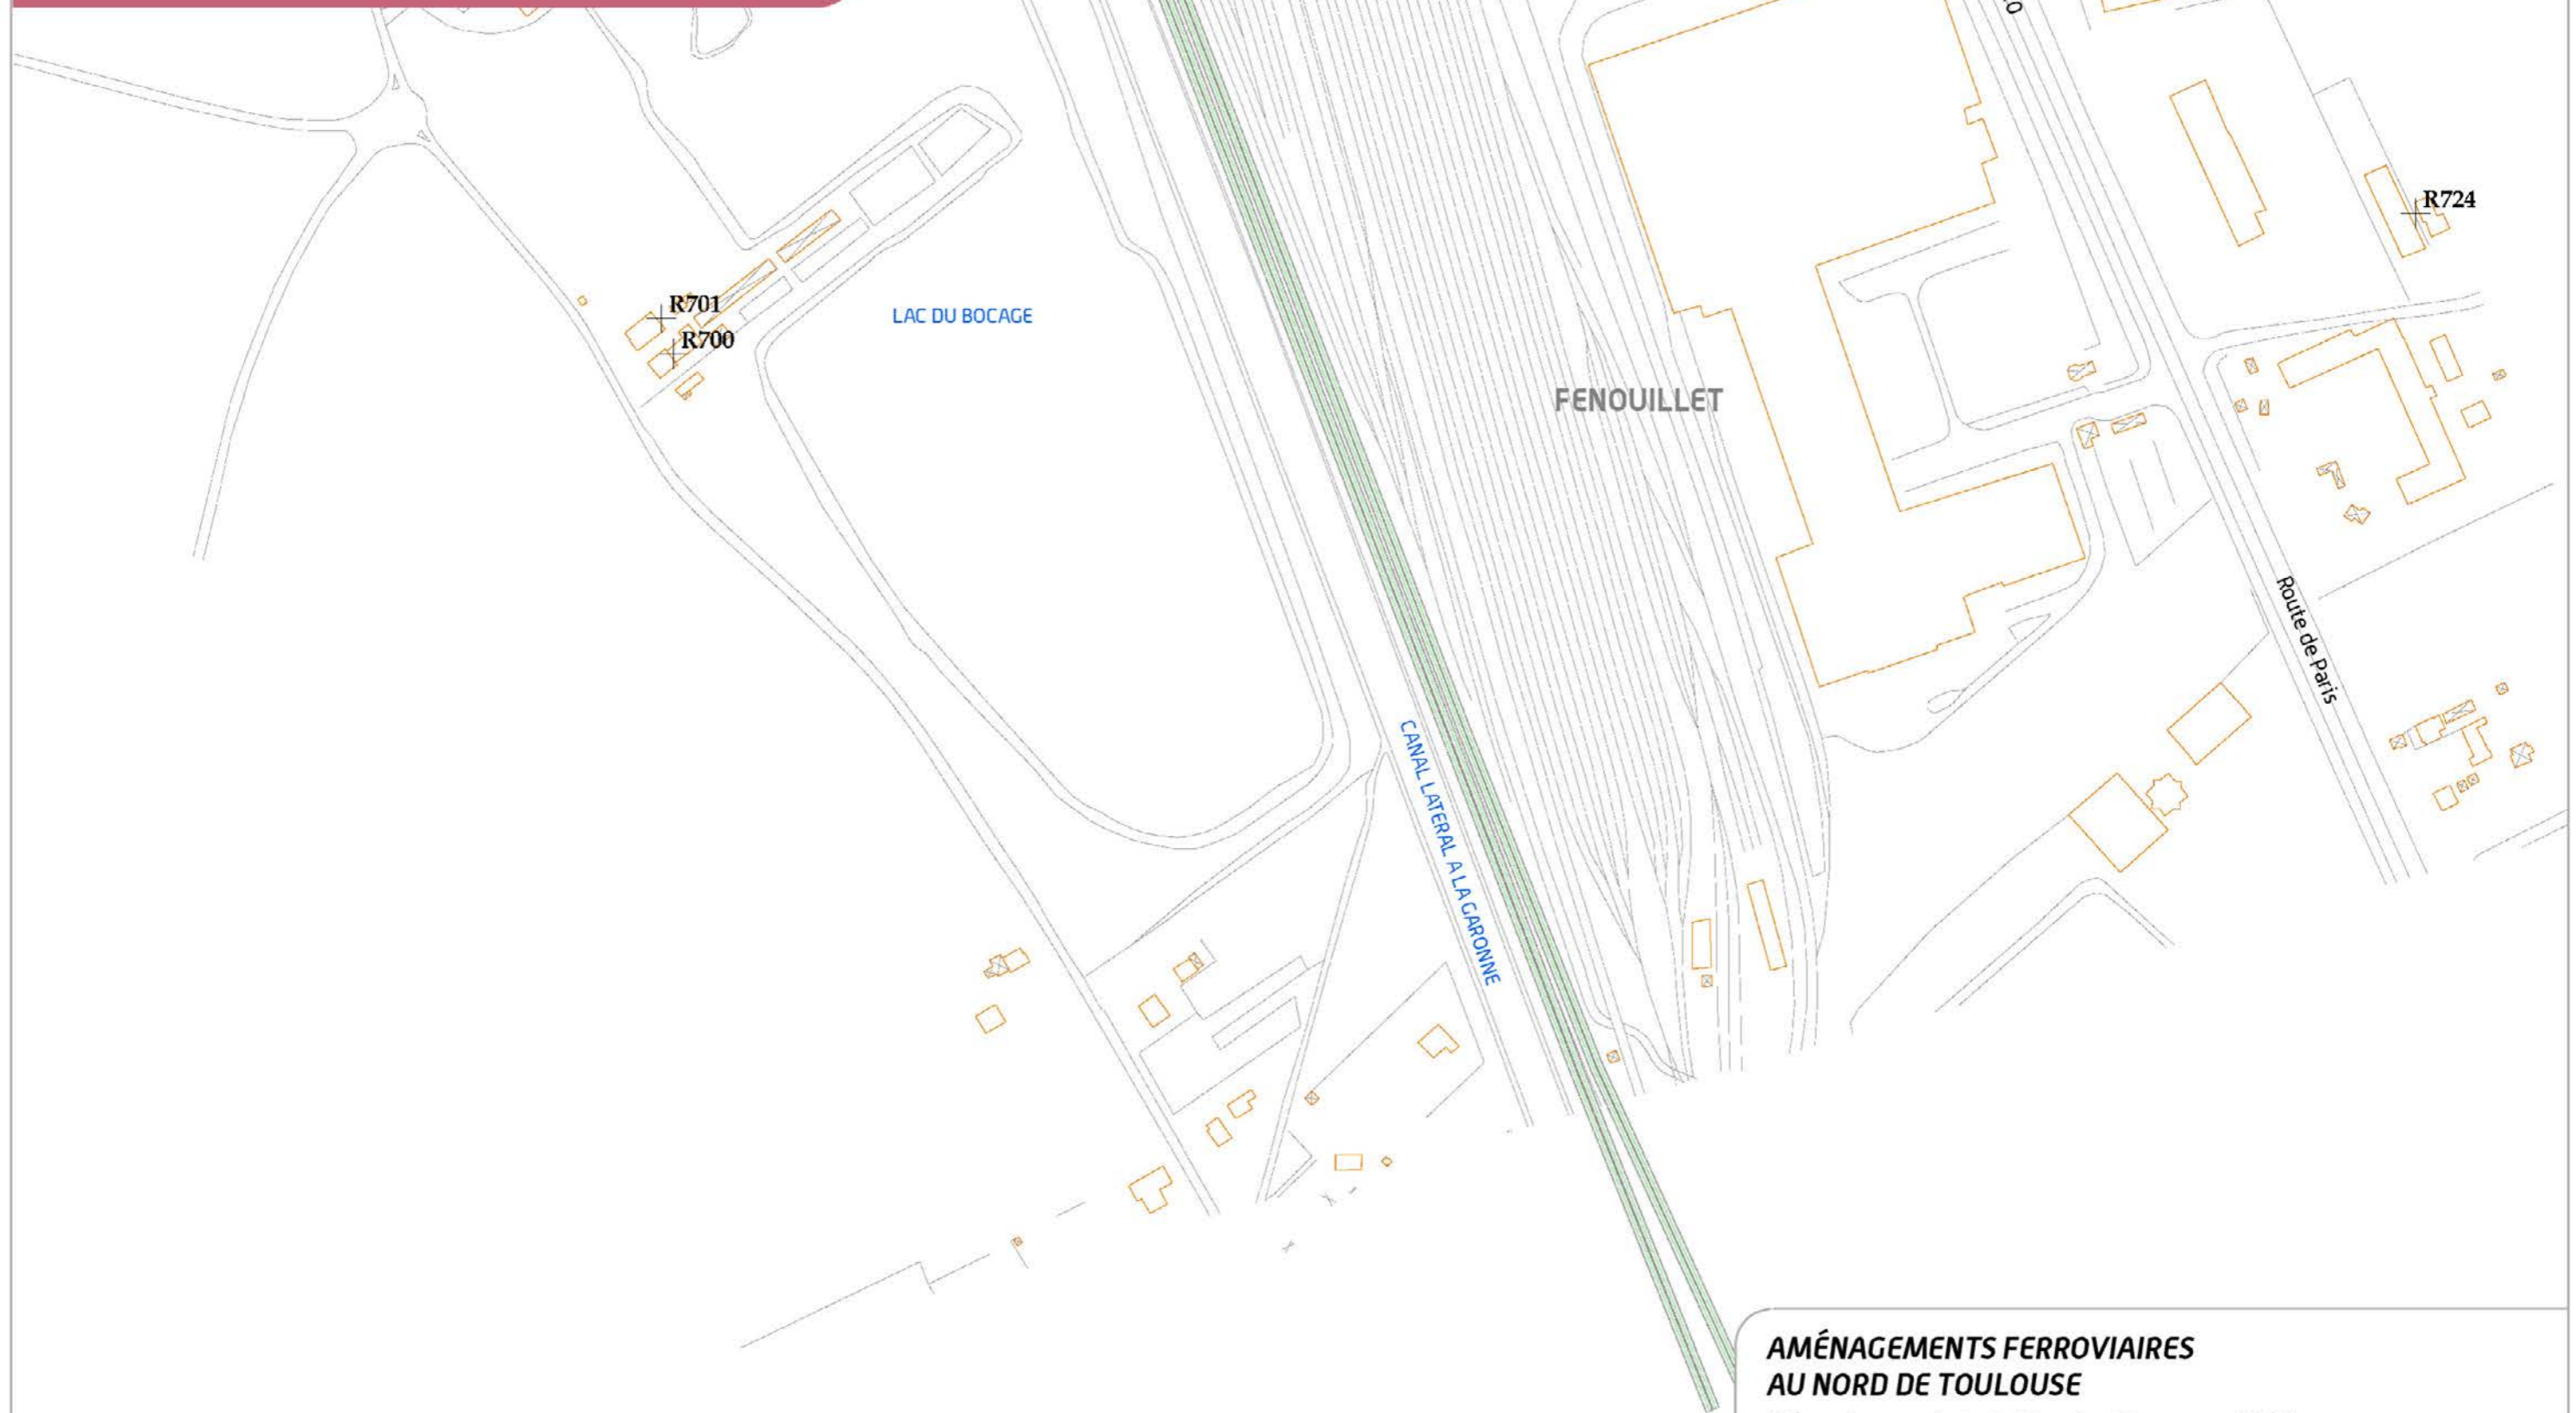 R724
R701
R700
LAC DU BOCAGE
FENOUILLET
Route de Paris
CANAL LATERAL A LA GARONNE
AMÉNAGEMENTS FERROVIAIRES
AU NORD DE TOULOUSE